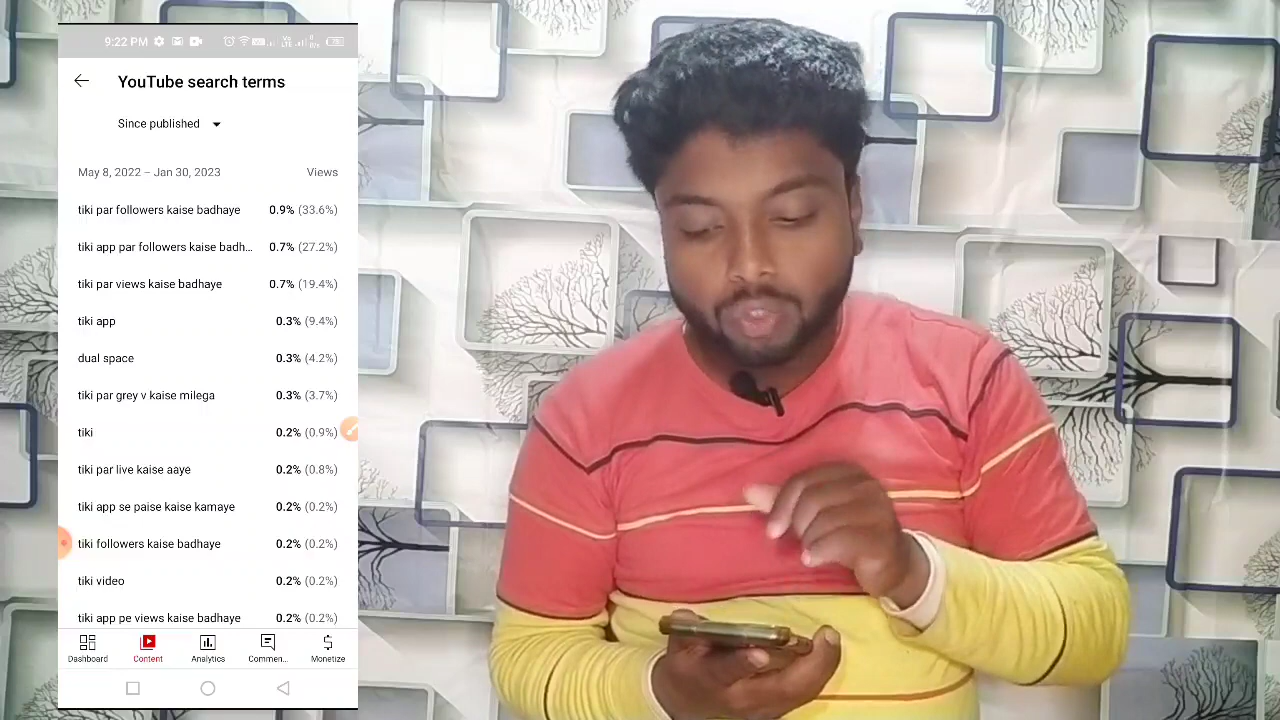 9:22 PM
YouTube search terms
Since published
May 8, 2022 – Jan 30, 2023 Views
tiki par followers kaise badhaye 0.9% (33.6%)
tiki app par followers kaise badh... 0.7% (27.2%)
tiki par views kaise badhaye 0.7% (19.4%)
tiki app 0.3% (9.4%)
dual space 0.3% (4.2%)
tiki par grey v kaise milega 0.3% (3.7%)
tiki 0.2% (0.9%)
tiki par live kaise aaye 0.2% (0.8%)
tiki app se paise kaise kamaye 0.2% (0.2%)
tiki followers kaise badhaye 0.2% (0.2%)
tiki video 0.2% (0.2%)
tiki app pe views kaise badhaye 0.2% (0.2%)
Dashboard Content Analytics Commen... Monetize